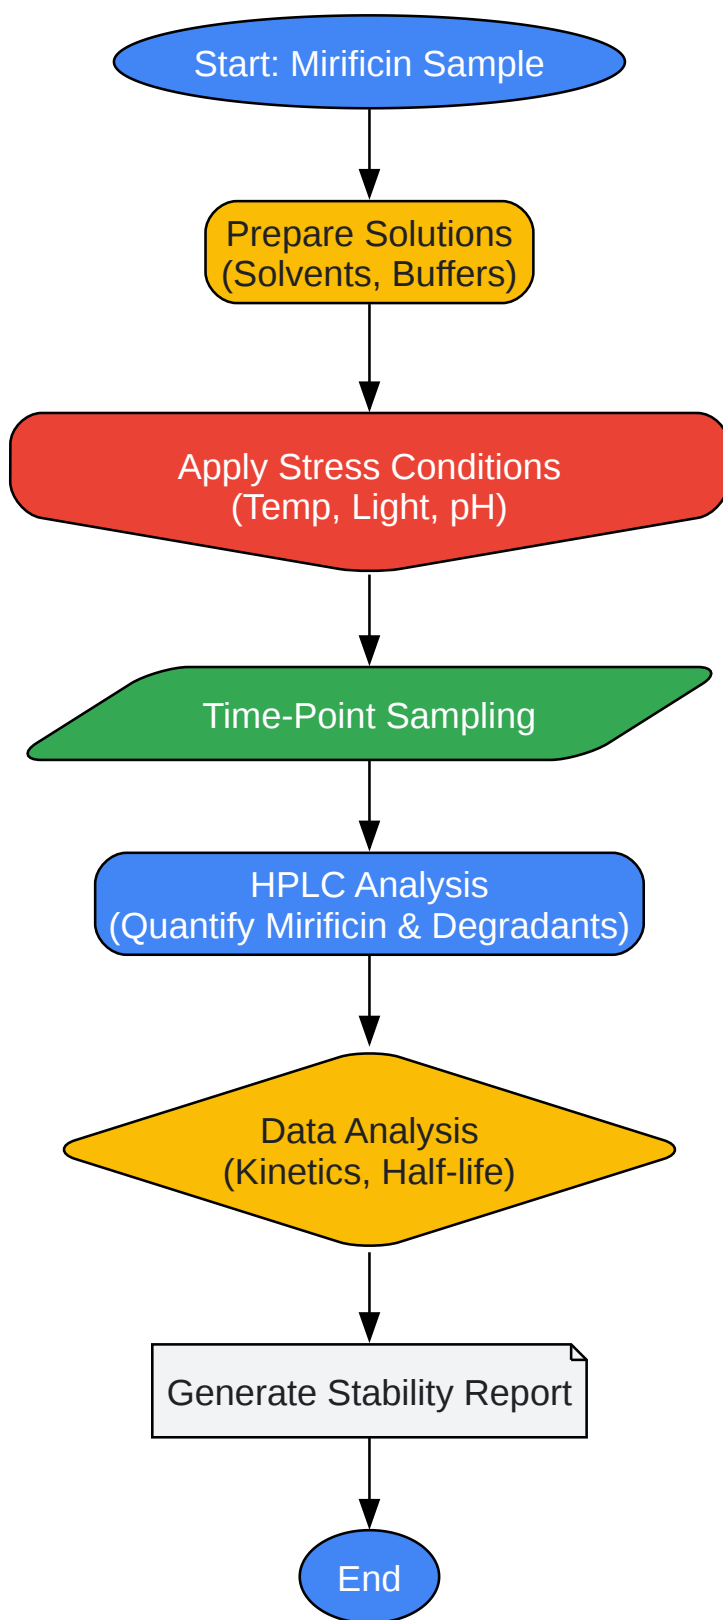 Start: Mirificin Sample
Prepare Solutions
(Solvents, Buffers)
Apply Stress Conditions
(Temp, Light, pH)
Time-Point Sampling
HPLC Analysis
(Quantify Mirificin & Degradants)
Data Analysis
(Kinetics, Half-life)
Generate Stability Report
End